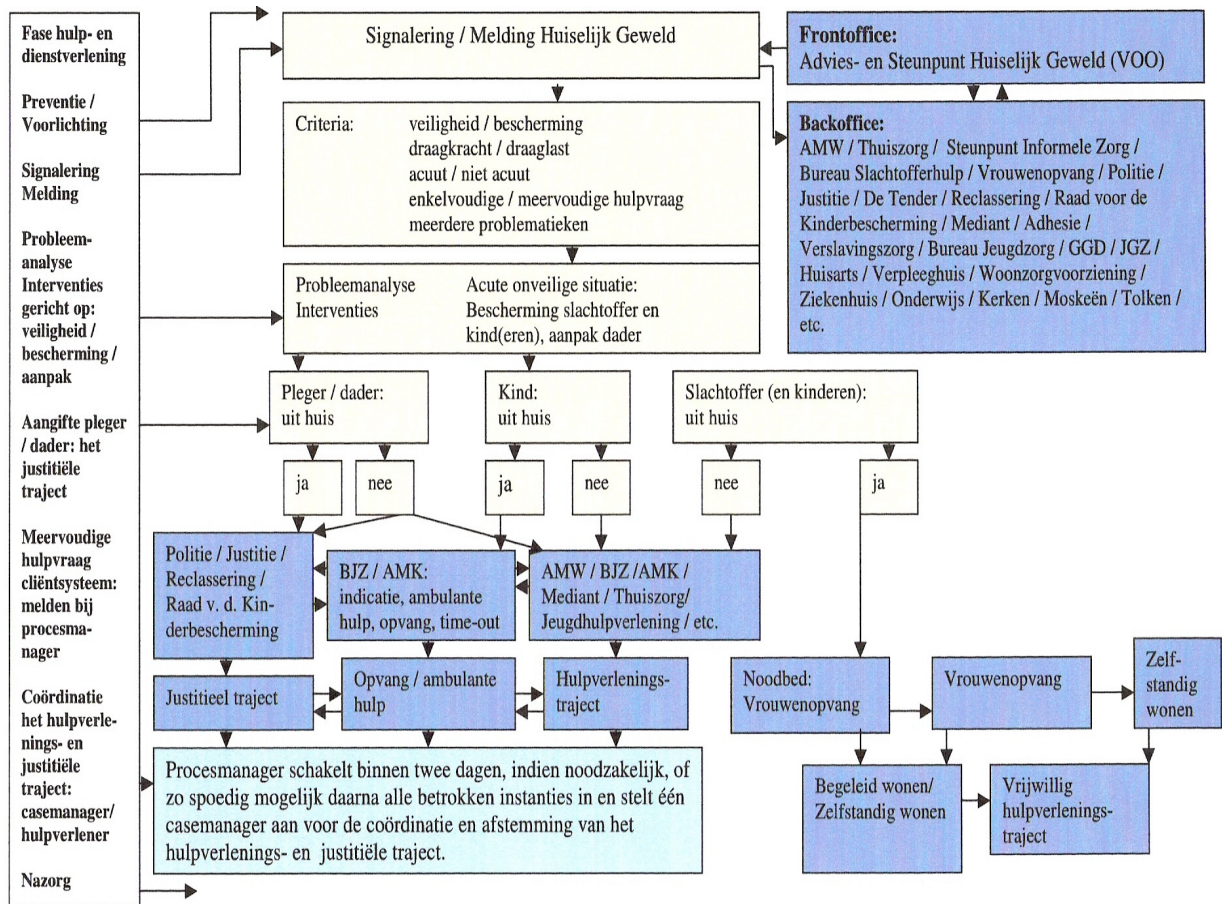 Fase hulp- en
dienstverlening
Preventie /
Voorlichting
Signalering
Melding
Probleem-
analyse
Interventies
gericht op:
veiligheid /
bescherming /
aanpak
Aangifte pleger
/ dader: het
justitiële
traject
Meervoudige
hulpvraag
cliëntsysteem:
melden bij
procesma-
nager
Coördinatie
het hulpverle-
nings- en
justitiële
traject:
casemanager/
hulpverlener
Nazorg
Signalering / Melding Huiselijk Geweld
Frontoffice:
Advies- en Steunpunt Huiselijk Geweld (VOO)
Criteria: veiligheid / bescherming
draagkracht / draaglast
acuut / niet acuut
enkelvoudige / meervoudige hulpvraag
meerdere problematieken
Backoffice:
AMW / Thuiszorg / Steunpunt Informele Zorg /
Bureau Slachtofferhulp / Vrouwenopvang / Politie /
Justitie / De Tender / Reclassering / Raad voor de
Kinderbescherming / Mediant / Adhesie /
Verslavingszorg / Bureau Jeugdzorg / GGD / JGZ /
Huisarts / Verpleeghuis / Woonzorgvoorziening /
Ziekenhuis / Onderwijs / Kerken / Moskeën / Tolken /
etc.
Probleemanalyse Acute onveilige situatie:
Interventies Bescherming slachtoffer en
kind(eren), aanpak dader
Pleger / dader:
uit huis
Kind:
uit huis
Slachtoffer (en kinderen):
uit huis
ja
nee
ja
nee
nee
ja
Politie / Justitie /
Reclassering /
Raad v. d. Kin-
derbescherming
BJZ / AMK:
indicatie, ambulante
hulp, opvang, time-out
AMW / BJZ /AMK /
Mediant / Thuiszorg/
Jeugdhulpverlening / etc.
Justitieel traject
Opvang / ambulante
hulp
Hulpverlenings-
traject
Noodbed:
Vrouwenopvang
Vrouwenopvang
Zelf-
standig
wonen
Begeleid wonen/
Zelfstandig wonen
Vrijwillig
hulpverlenings-
traject
Procesmanager schakelt binnen twee dagen, indien noodzakelijk, of
zo spoedig mogelijk daarna alle betrokken instanties in en stelt één
casemanager aan voor de coördinatie en afstemming van het
hulpverlenings- en justitiële traject.